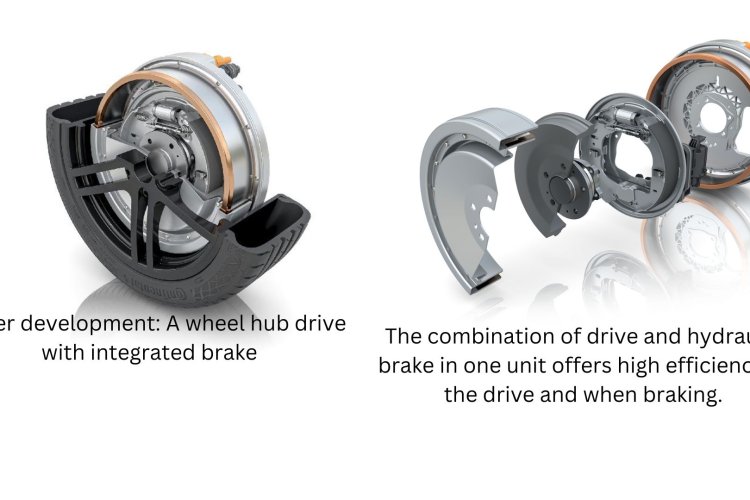 er development: A wheel hub drive
with integrated brake
The combination of drive and hydrau
brake in one unit offers high efficienc
the drive and when braking.
Continental